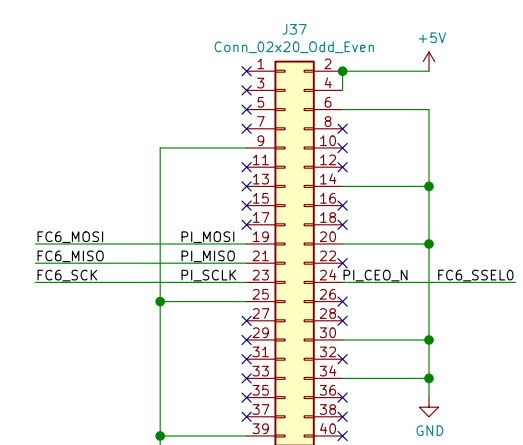 J37
Conn_02x20_Odd_Even
+5V
1 2
3 4
5 6
7 8
9 10
11 12
13 14
15 16
17 18
FC6_MOSI PI_MOSI 19 20
FC6_MISO PI_MISO 21 22
FC6_SCK PI_SCLK 23 24 PI_CEO_N FC6_SSEL0
25 26
27 28
29 30
31 32
33 34
35 36
37 38
GND
39 40